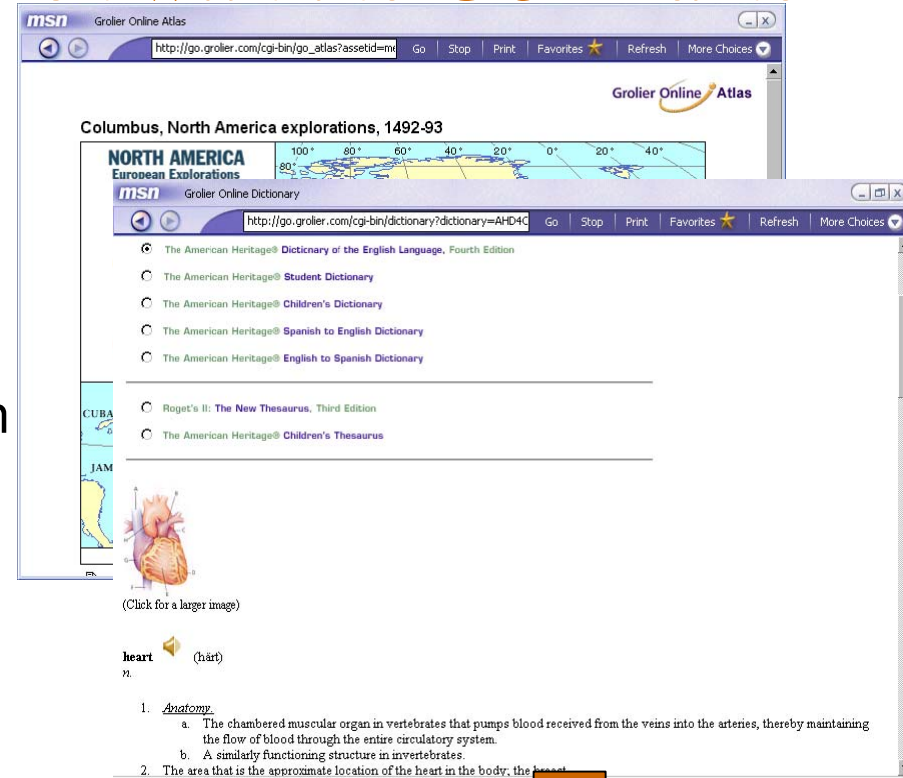 msn Grolier Online Atlas
http://go.grolier.com/cgi-bin/go_atlas?assetid=m Go Stop Print Favorites Refresh More Choices
Grolier Online Atlas
Columbus, North America explorations, 1492-93
NORTH AMERICA
European Explorations
100° 80° 60° 40° 20° 0° 20° 40°
80°
msn Grolier Online Dictionary
http://go.grolier.com/cgi-bin/dictionary?dictionary=AHD4C Go Stop Print Favorites Refresh More Choices
The American Heritage® Dictionary of the English Language, Fourth Edition
The American Heritage® Student Dictionary
The American Heritage® Children's Dictionary
The American Heritage® Spanish to English Dictionary
The American Heritage® English to Spanish Dictionary
Roget's II: The New Thesaurus, Third Edition
The American Heritage® Children's Thesaurus
CUBA
JAM
(Click for a larger image)
heart (härt)
n.
1. Anatomy.
a. The chambered muscular organ in vertebrates that pumps blood received from the veins into the arteries, thereby maintaining
the flow of blood through the entire circulatory system.
b. A similarly functioning structure in invertebrates.
2. The area that is the approximate location of the heart in the body; the breast.